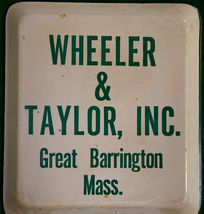 WHEELER
&
TAYLOR, INC.
Great Barrington
Mass.